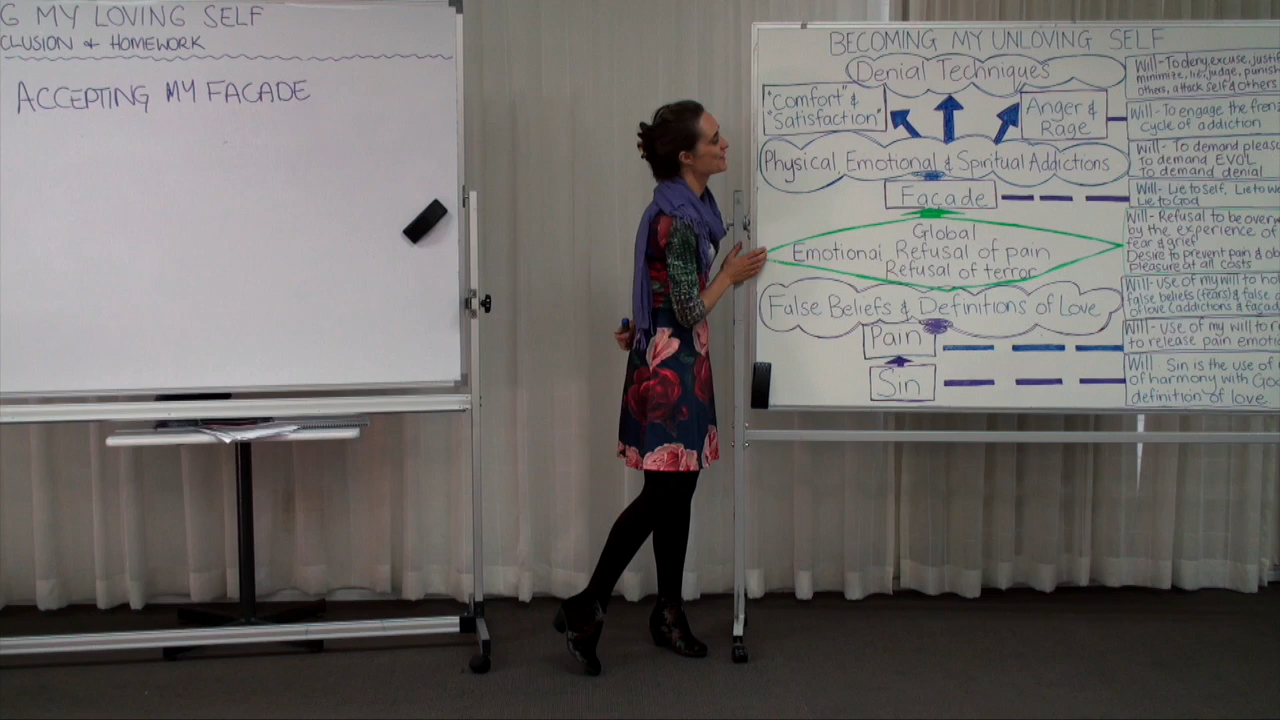 G MY LOVING SELF
CLUSION & HOMEWORK
ACCEPTING MY FACADE
BECOMING MY UNLOVING SELF
Denial Techniques
"Comfort" &
"Satisfaction"
Anger &
Rage
Physical, Emotional & Spiritual Addictions
Façade
Global
Emotional Refusal of pain
Refusal of terror
False Beliefs & Definitions of Love
Pain
Sin
Will- To deny, excuse, justif
minimize, lie, judge, punish
others, attack self & others
Will- To engage the fren
cycle of addiction
Will- To demand pleas
To demand EVOL
To demand denial
Will- Lie to self, Lie to w
Lie to God
Will- Refusal to be over
by the experience of
fear & grief
Desire to prevent pain & ob
pleasure at all costs
Will- use of my will to hol
false beliefs (fears) & false
of love (addictions & façad
Will- use of my will to r
to release pain emotio
Will Sin is the use of
of harmony with Go
definition of love